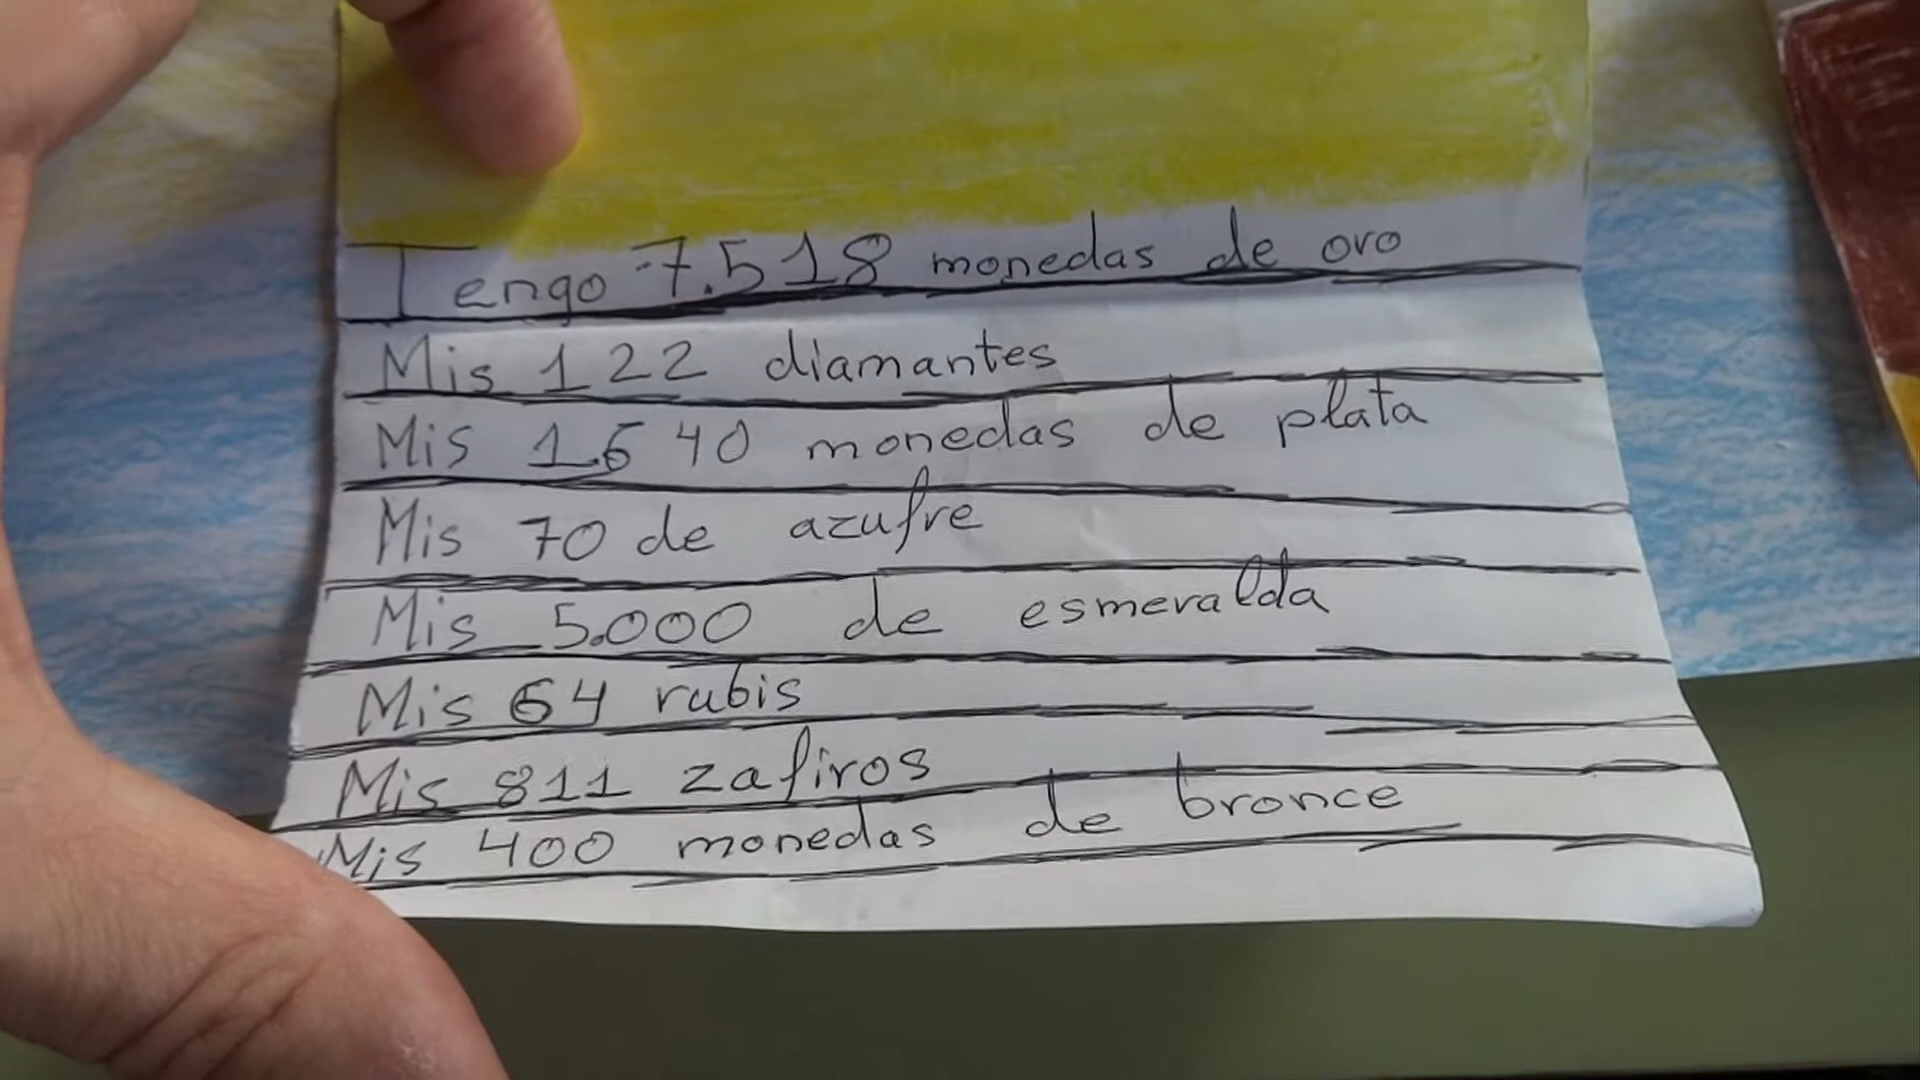 Tengo 7.518 monedas de oro
Mis 122 diamantes
Mis 1.640 monedas de plata
Mis 70 de azufre
Mis 5.000 de esmeralda
Mis 64 rubis
Mis 811 zafiros
Mis 400 monedas de bronce